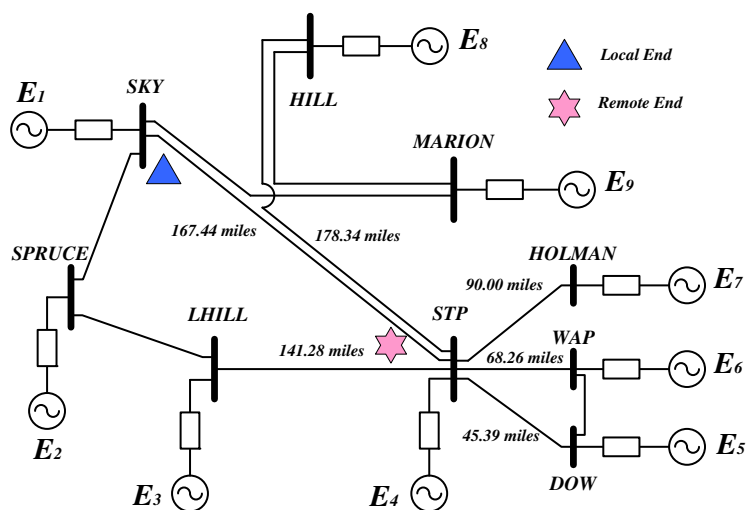 E8
Local End
SKY
E1
HILL
Remote End
MARION
E9
167.44 miles
178.34 miles
SPRUCE
HOLMAN
90.00 miles
E7
LHILL
STP
WAP
141.28 miles
68.26 miles
E6
E2
45.39 miles
E5
E3
E4
DOW